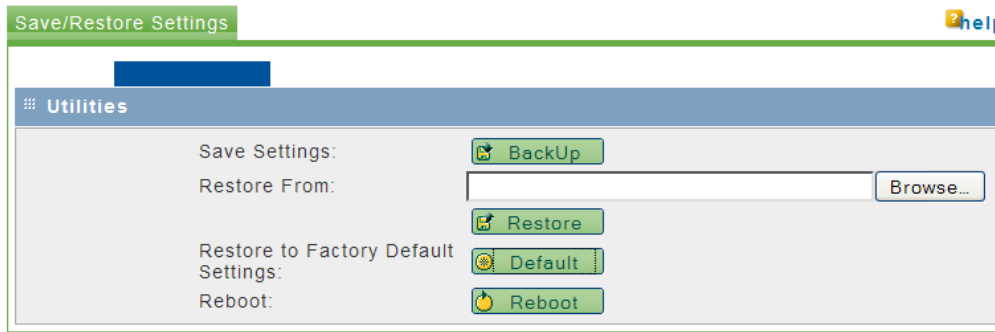 Save/Restore Settings
help
Utilities
Save Settings:
BackUp
Restore From:
Browse...
Restore
Restore to Factory Default
Settings:
Default
Reboot:
Reboot